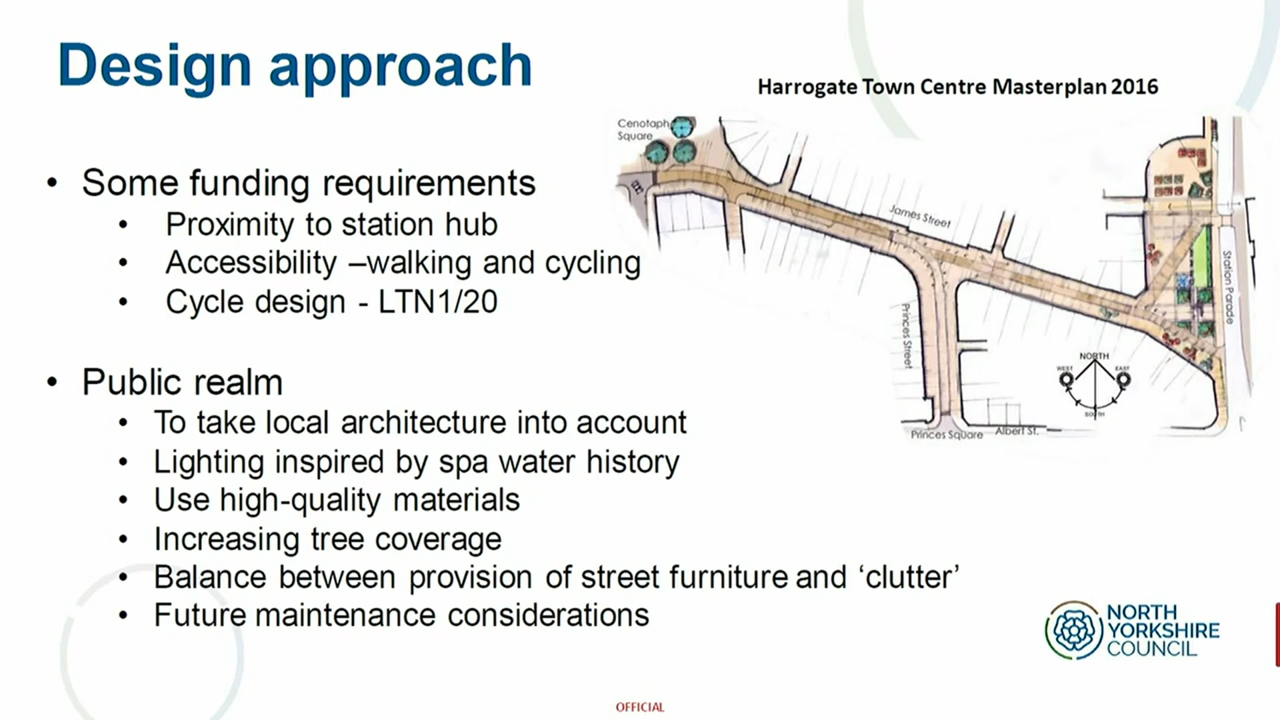 Design approach
Harrogate Town Centre Masterplan 2016
• Some funding requirements
• Proximity to station hub
• Accessibility –walking and cycling
• Cycle design - LTN1/20
• Public realm
• To take local architecture into account
• Lighting inspired by spa water history
• Use high-quality materials
• Increasing tree coverage
• Balance between provision of street furniture and ‘clutter’
• Future maintenance considerations
Cenotaph
Square
James Street
Princes Street
Station Parade
NORTH
WEST
EAST
SOUTH
Princes Square
Albert St.
NORTH
YORKSHIRE
COUNCIL
OFFICIAL